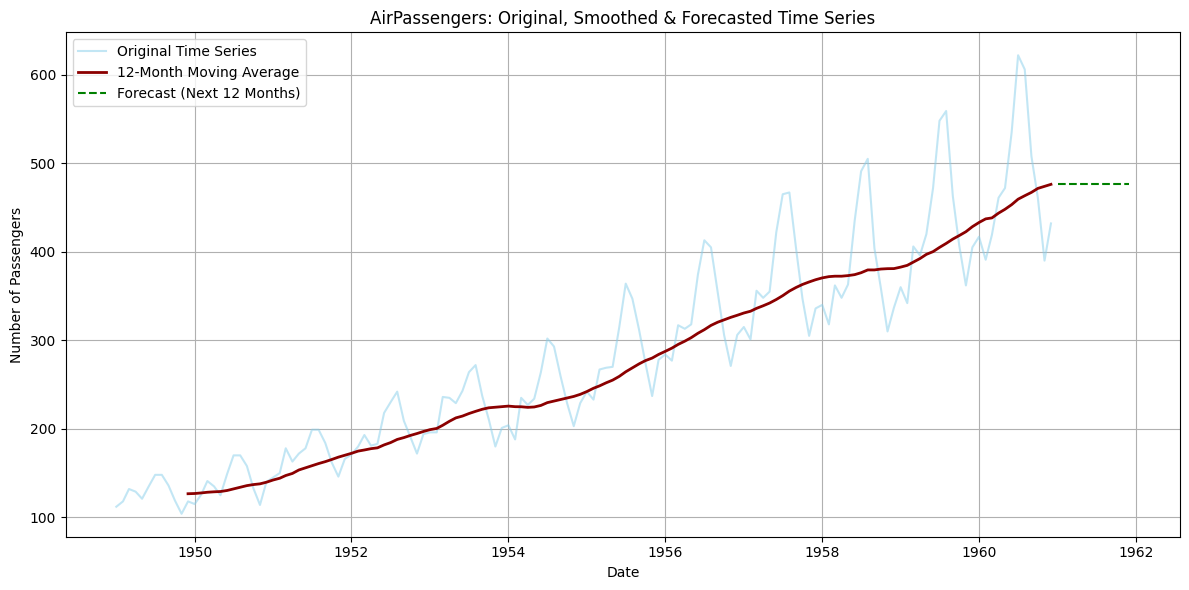 AirPassengers: Original, Smoothed & Forecasted Time Series
Original Time Series
12-Month Moving Average
Forecast (Next 12 Months)
Number of Passengers
600
500
400
300
200
100
1950 1952 1954 1956 1958 1960 1962
Date